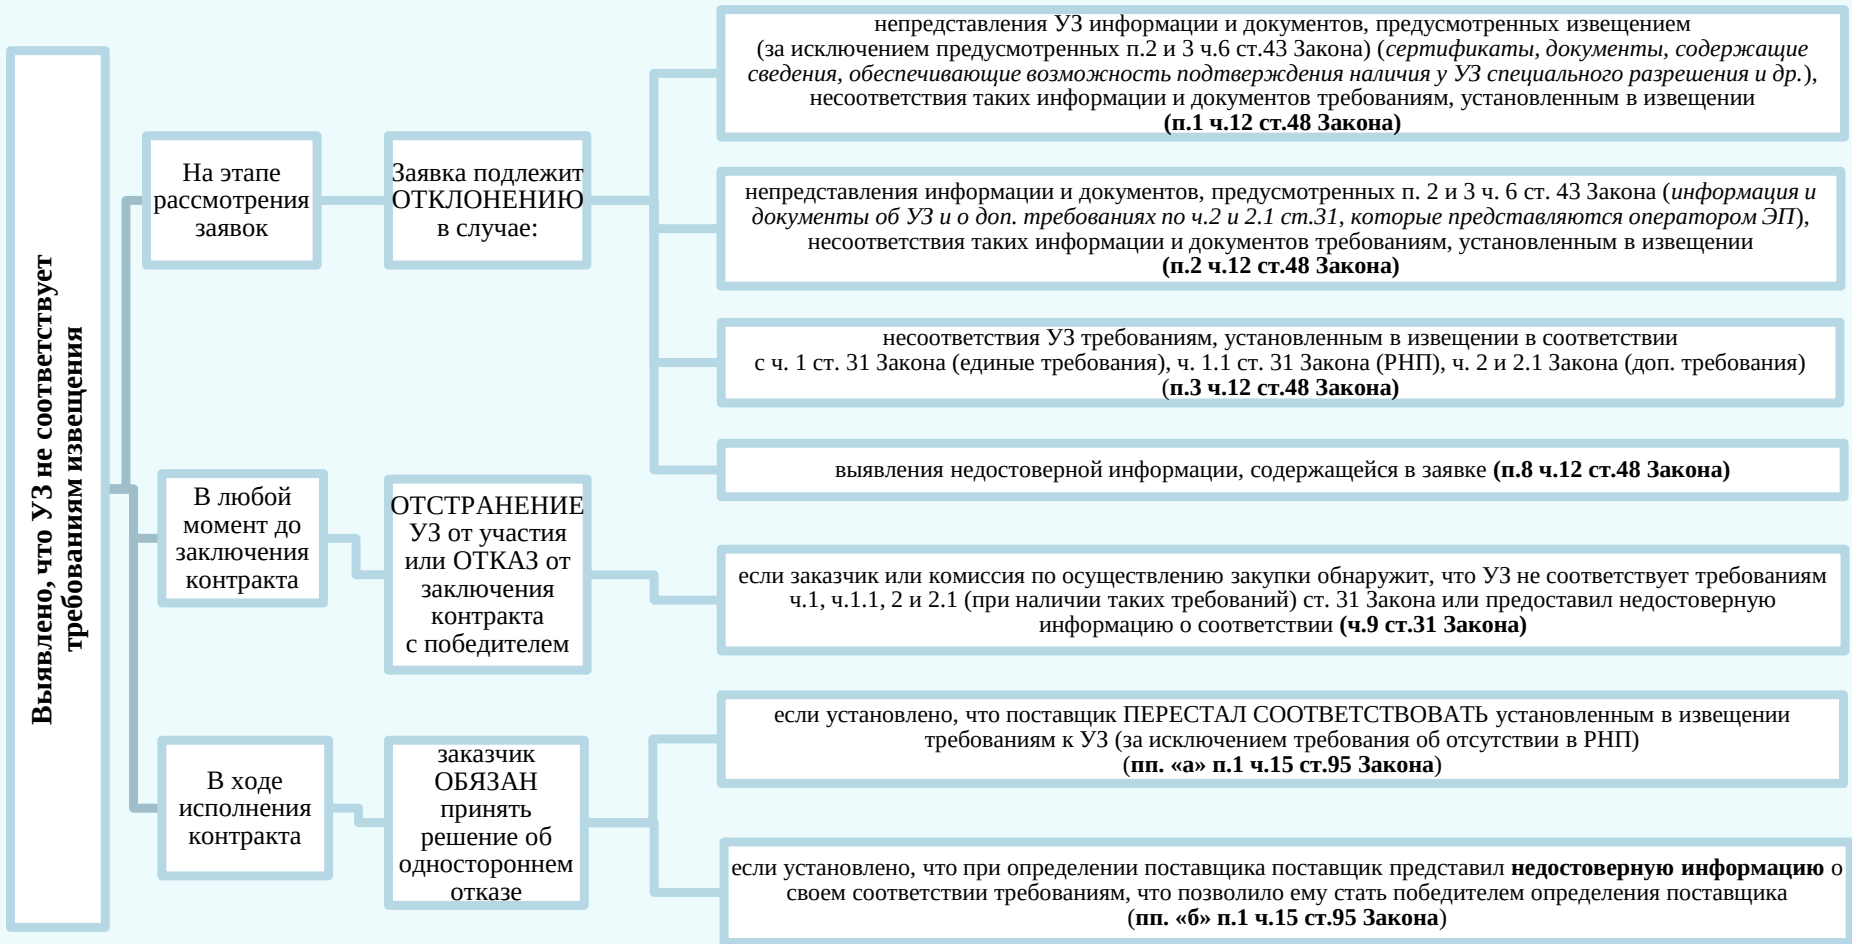 Выявлено, что УЗ не соответствует
требованиям извещения
На этапе
рассмотрения
заявок
Заявка подлежит
ОТКЛОНЕНИЮ
в случае:
непредставления УЗ информации и документов, предусмотренных извещением
(за исключением предусмотренных п.2 и 3 ч.6 ст.43 Закона) (сертификаты, документы, содержащие
сведения, обеспечивающие возможность подтверждения наличия у УЗ специального разрешения и др.),
несоответствия таких информации и документов требованиям, установленным в извещении
(п.1 ч.12 ст.48 Закона)
непредставления информации и документов, предусмотренных п. 2 и 3 ч. 6 ст. 43 Закона (информация и
документы об УЗ и о доп. требованиях по ч.2 и 2.1 ст.31, которые представляются оператором ЭП),
несоответствия таких информации и документов требованиям, установленным в извещении
(п.2 ч.12 ст.48 Закона)
несоответствия УЗ требованиям, установленным в извещении в соответствии
с ч. 1 ст. 31 Закона (единые требования), ч. 1.1 ст. 31 Закона (РНП), ч. 2 и 2.1 Закона (доп. требования)
(п.3 ч.12 ст.48 Закона)
выявления недостоверной информации, содержащейся в заявке (п.8 ч.12 ст.48 Закона)
В любой
момент до
заключения
контракта
ОТСТРАНЕНИЕ
УЗ от участия
или ОТКАЗ от
заключения
контракта
с победителем
если заказчик или комиссия по осуществлению закупки обнаружит, что УЗ не соответствует требованиям
ч.1, ч.1.1, 2 и 2.1 (при наличии таких требований) ст. 31 Закона или предоставил недостоверную
информацию о соответствии (ч.9 ст.31 Закона)
В ходе
исполнения
контракта
заказчик
ОБЯЗАН
принять
решение об
одностороннем
отказе
если установлено, что поставщик ПЕРЕСТАЛ СООТВЕТСТВОВАТЬ установленным в извещении
требованиям к УЗ (за исключением требования об отсутствии в РНП)
(пп. «а» п.1 ч.15 ст.95 Закона)
если установлено, что при определении поставщика поставщик представил недостоверную информацию о
своем соответствии требованиям, что позволило ему стать победителем определения поставщика
(пп. «б» п.1 ч.15 ст.95 Закона)